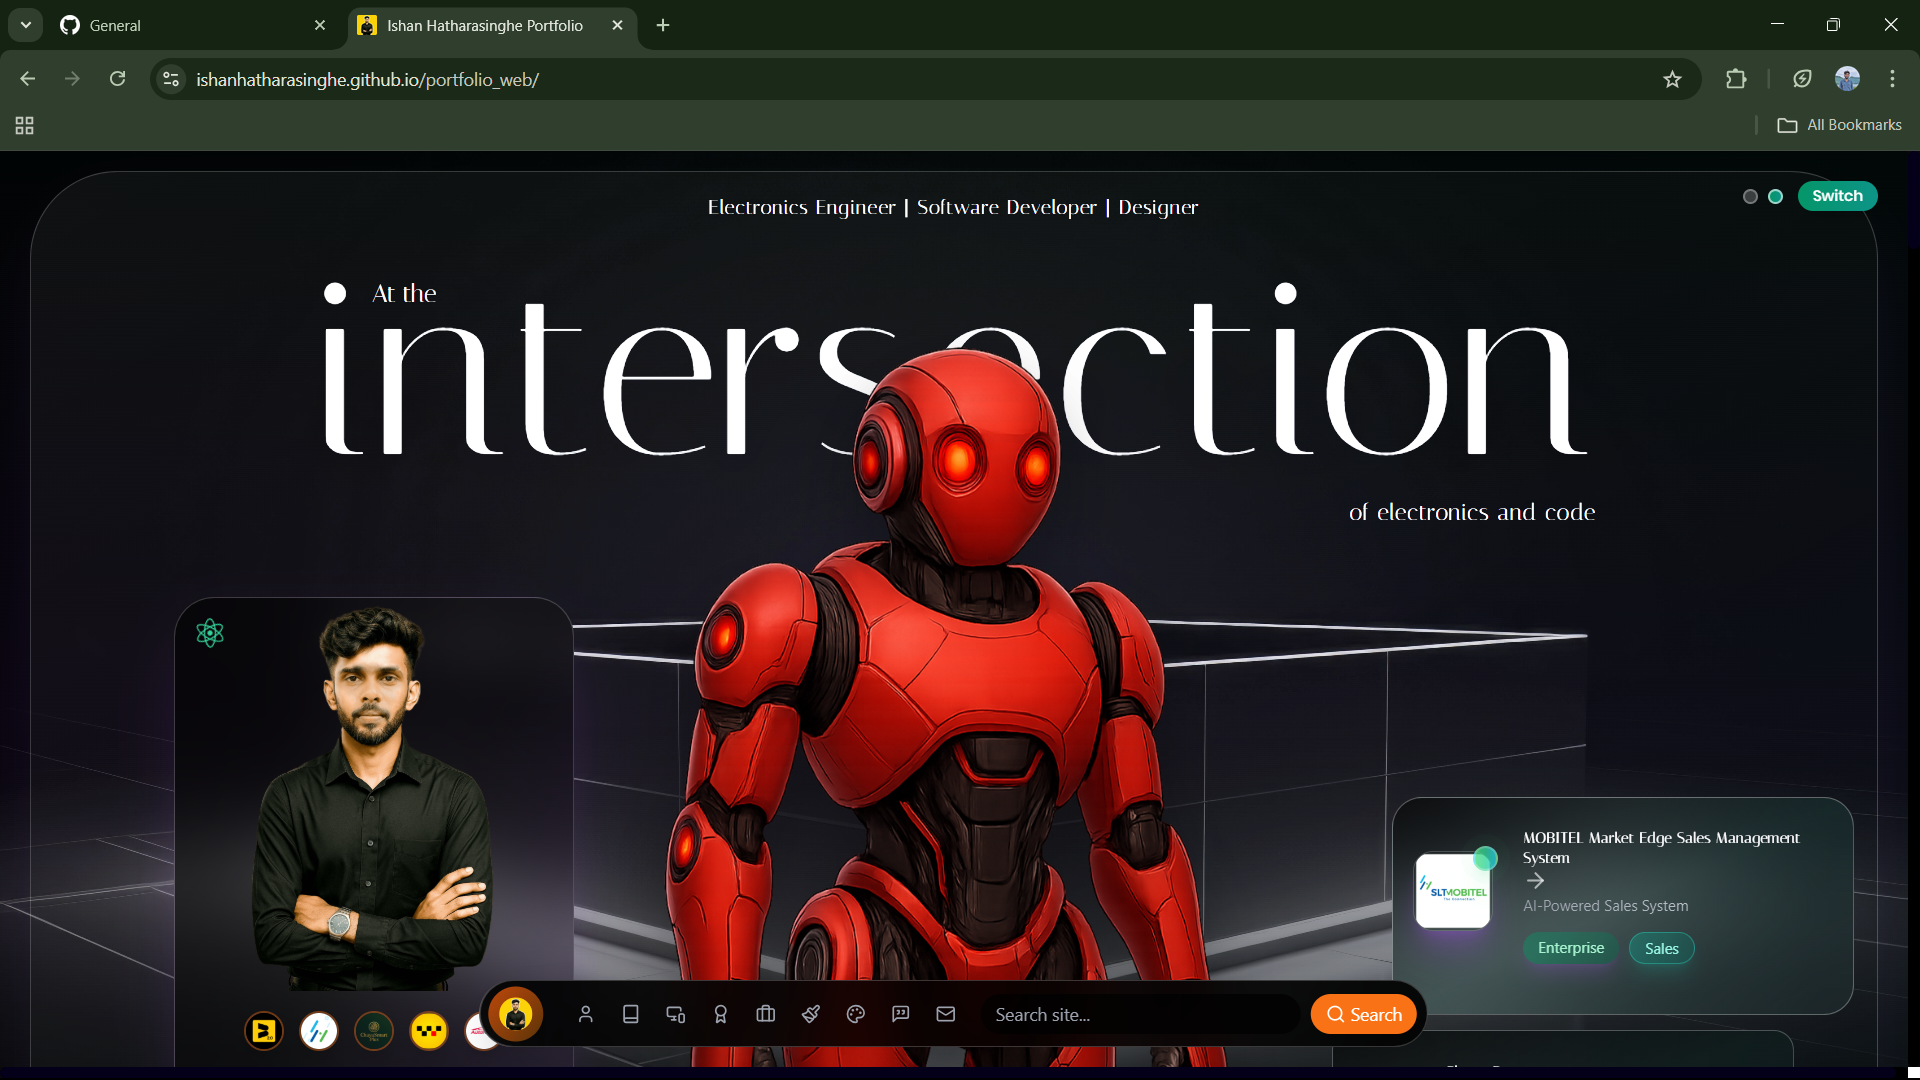 General
Ishan Hatharasinghe Portfolio
ishanhatharasinghe.github.io/portfolio_web/
All Bookmarks
Electronics Engineer | Software Developer | Designer
Switch
At the
intersection
of electronics and code
MOBITEL Market Edge Sales Management
System
SLTMOBITEL
The Connection
AI-Powered Sales System
Enterprise
Sales
Search site...
Search